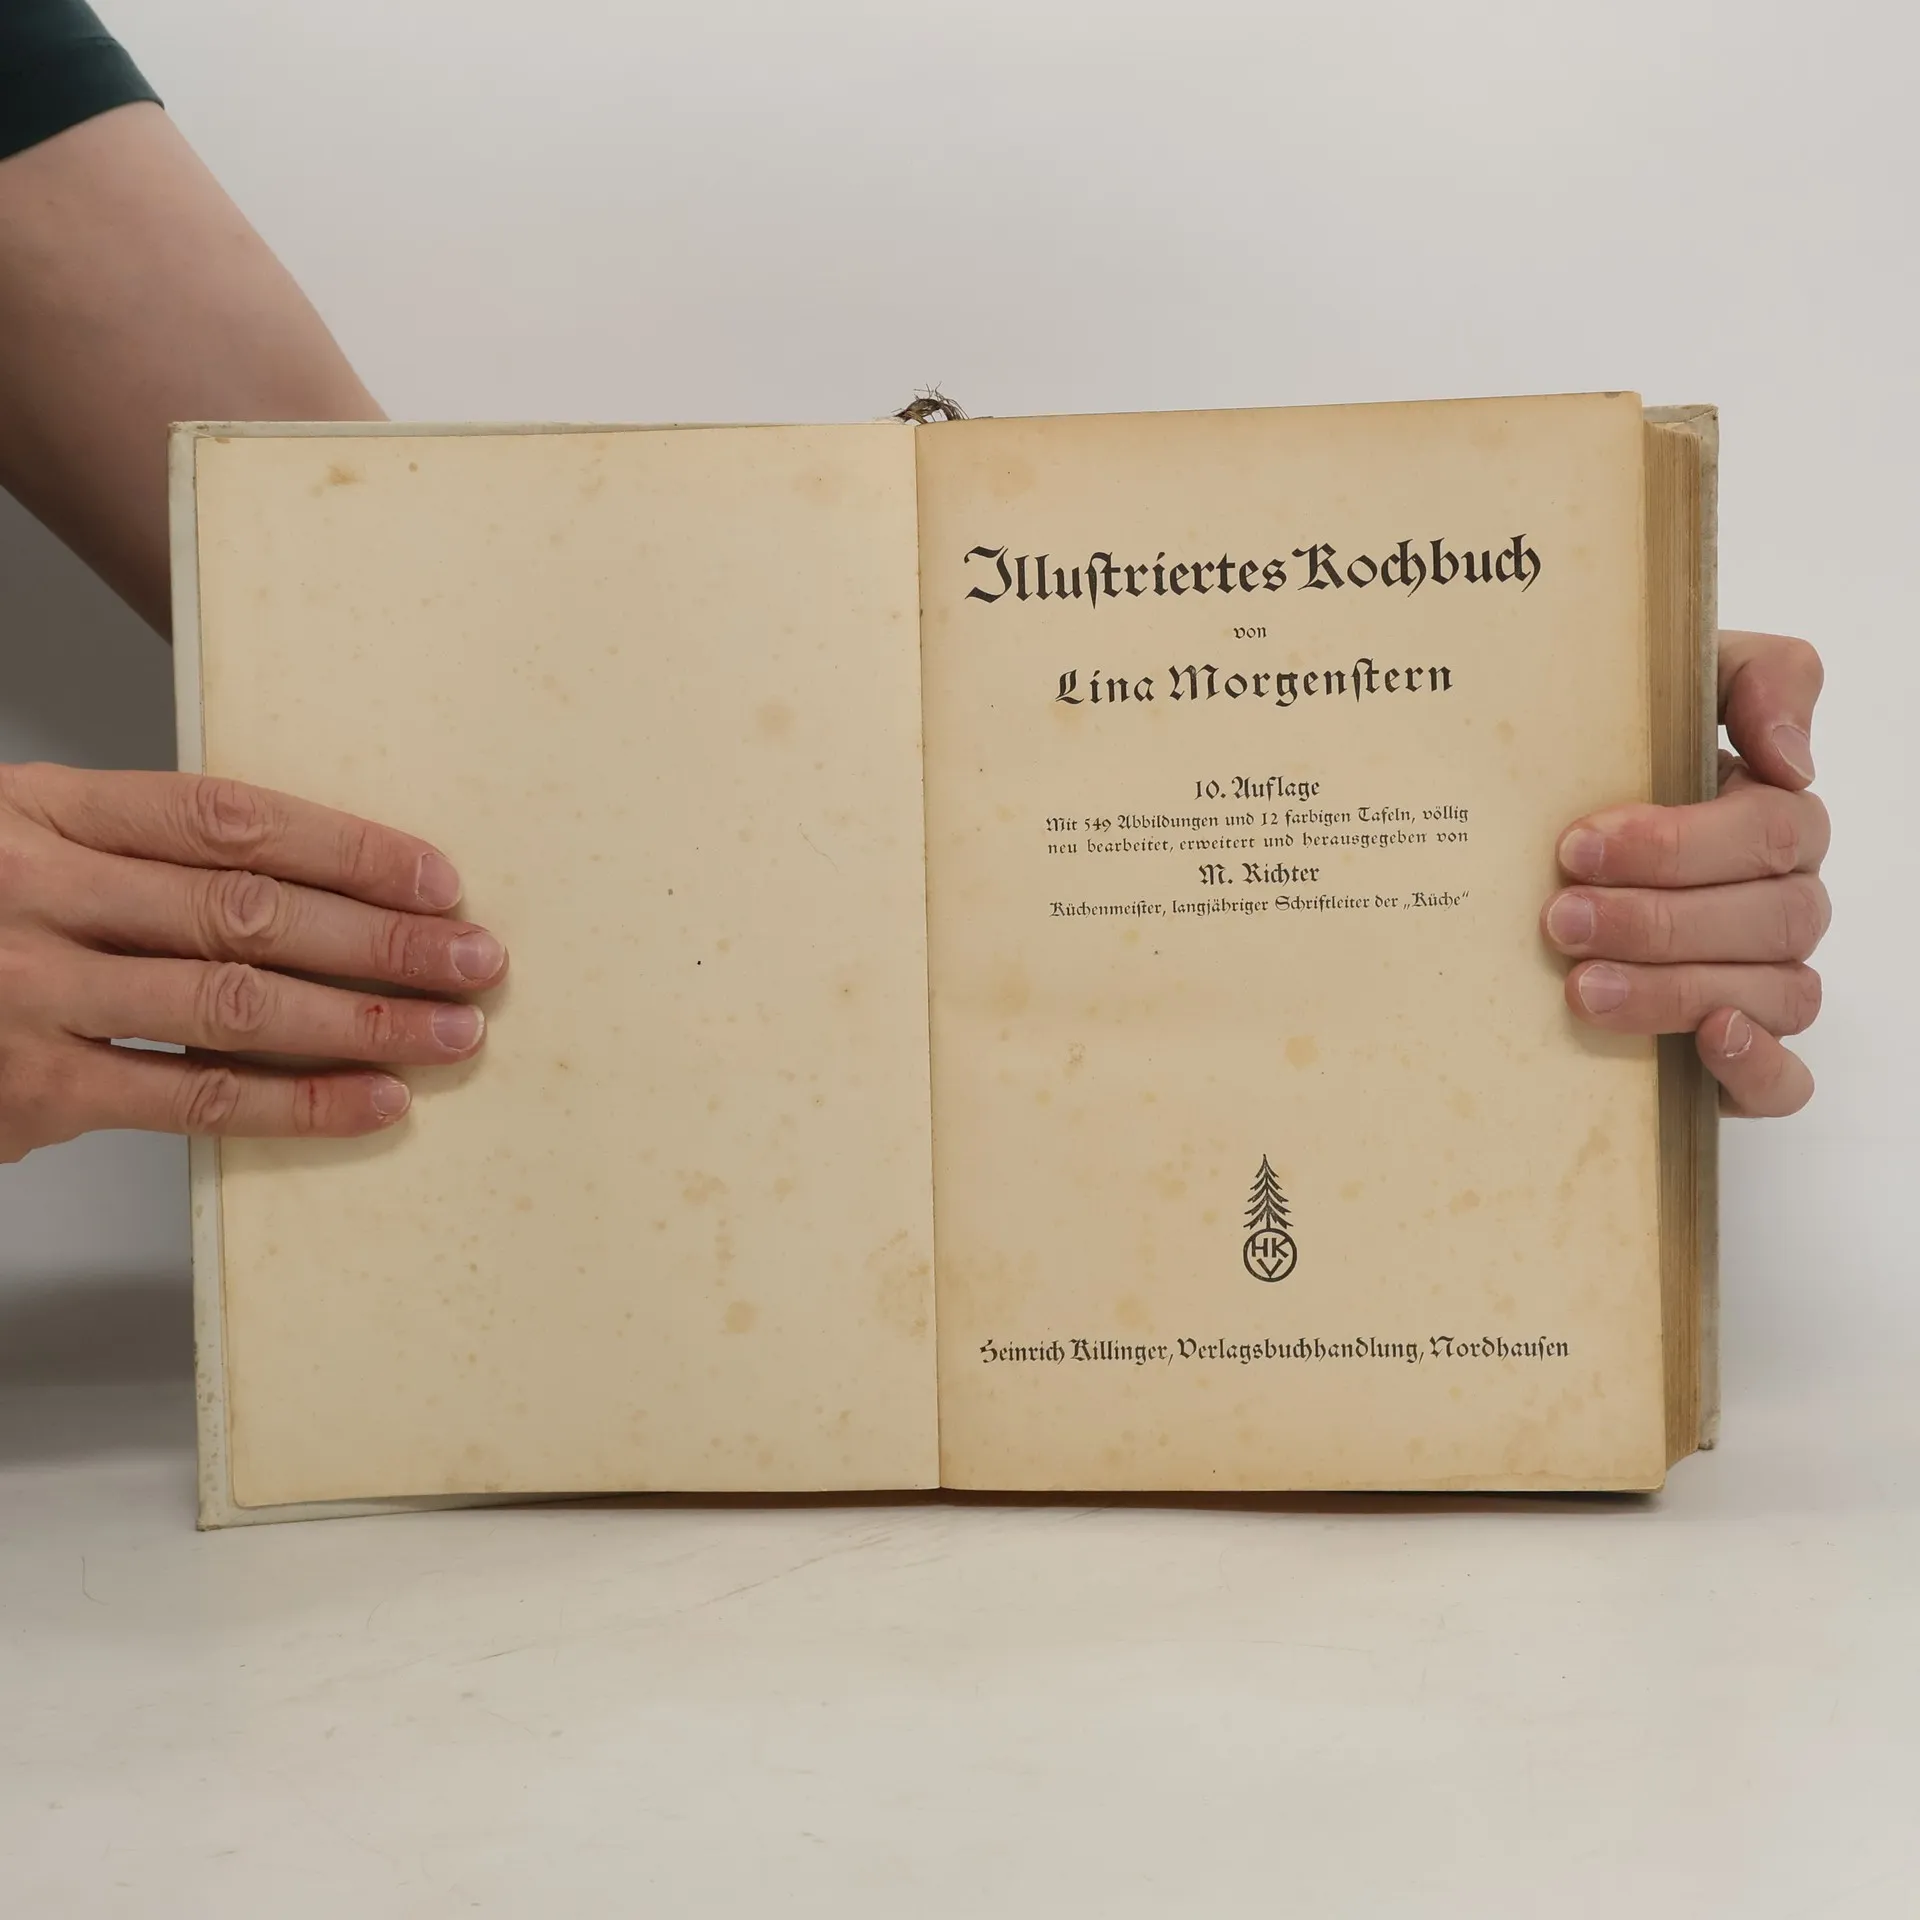 Illustriertes Kochbuch
von
Lina Morgenstern
10. Auflage
Mit 549 Abbildungen und 12 farbigen Tafeln, völlig
neu bearbeitet, erweitert und herausgegeben von
M. Richter
Küchenmeister, langjähriger Schriftleiter der „Küche“
HK
V
Heinrich Killinger, Verlagsbuchhandlung, Nordhausen